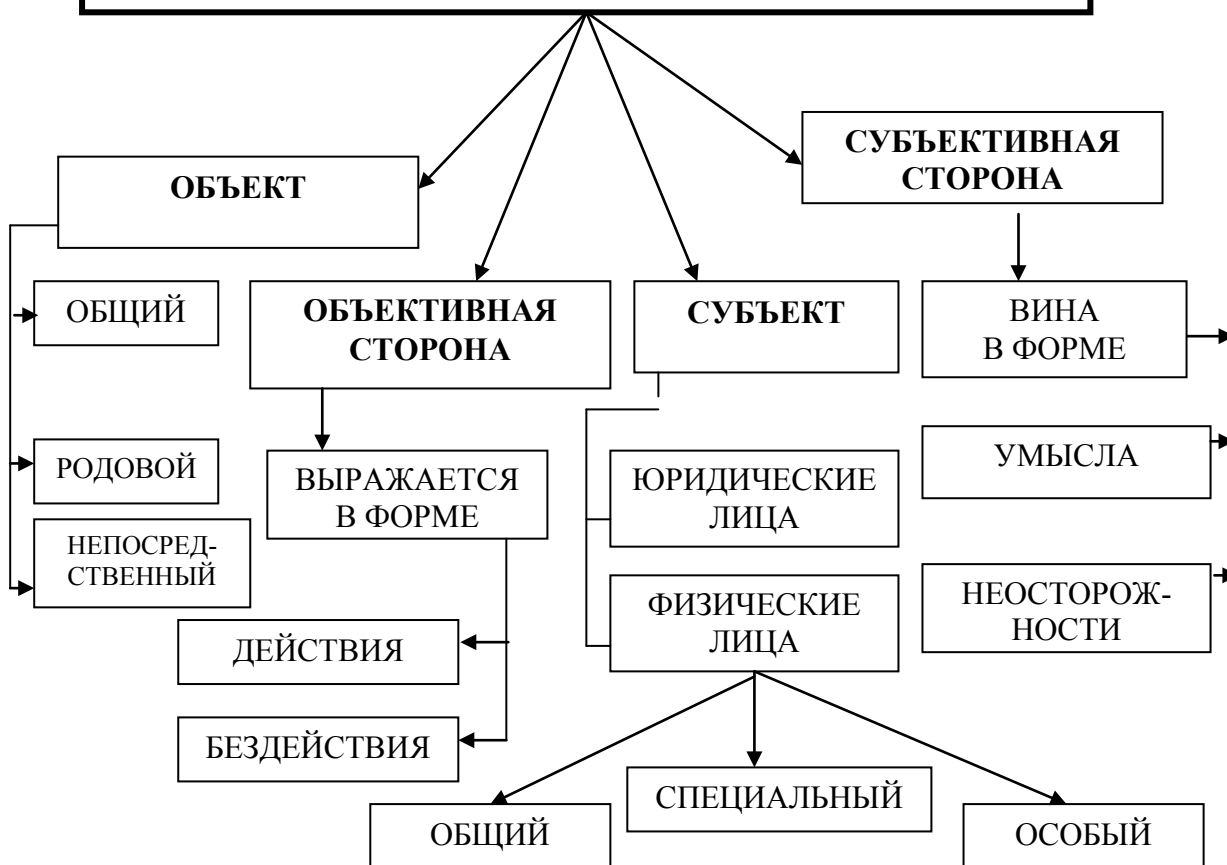 СУБЪЕКТИВНАЯ
СТОРОНА
ОБЪЕКТ
ОБЩИЙ
ОБЪЕКТИВНАЯ
СТОРОНА
СУБЪЕКТ
ВИНА
В ФОРМЕ
РОДОВОЙ
ВЫРАЖАЕТСЯ
В ФОРМЕ
ЮРИДИЧЕСКИЕ
ЛИЦА
УМЫСЛА
НЕПОСРЕД-
СТВЕННЫЙ
ФИЗИЧЕСКИЕ
ЛИЦА
НЕОСТОРОЖ-
НОСТИ
ДЕЙСТВИЯ
БЕЗДЕЙСТВИЯ
СПЕЦИАЛЬНЫЙ
ОБЩИЙ
ОСОБЫЙ